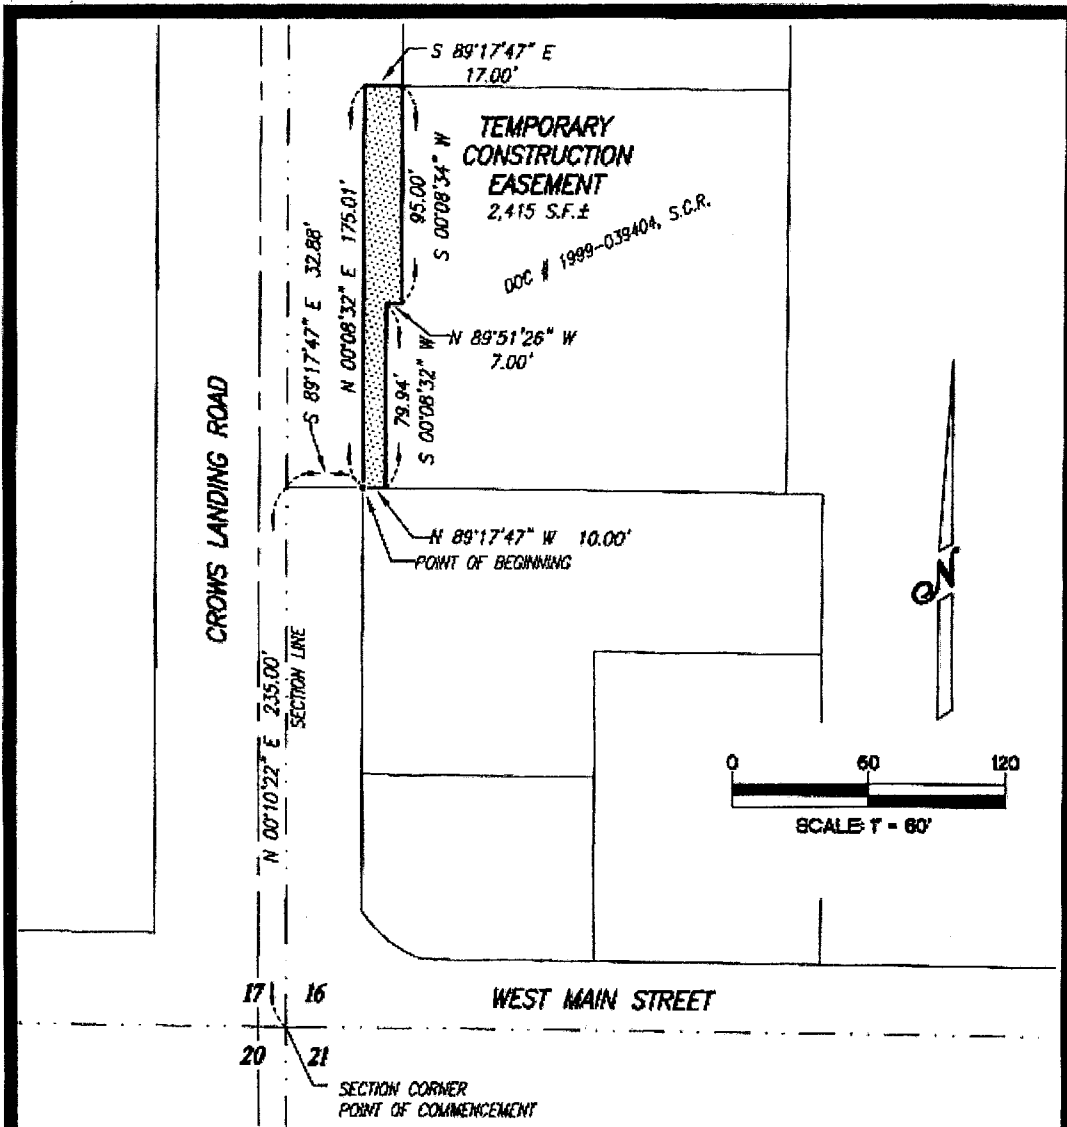 S 89°17'47" E
17.00'
TEMPORARY
CONSTRUCTION
EASEMENT
2,415 S.F.±
DOC # 1999-039404, S.C.R.
95.00'
S 00°08'34" W
N 00°08'32" E 175.01'
S 89°17'47" E 32.88'
N 89°51'26" W
7.00'
79.94'
S 00°08'32" W
N 89°17'47" W 10.00'
POINT OF BEGINNING
CROWS LANDING ROAD
N 00°10'22" E 235.00'
SECTION LINE
N
0 60 120
SCALE: 1" = 60'
17 16
WEST MAIN STREET
20 21
SECTION CORNER
POINT OF COMMENCEMENT